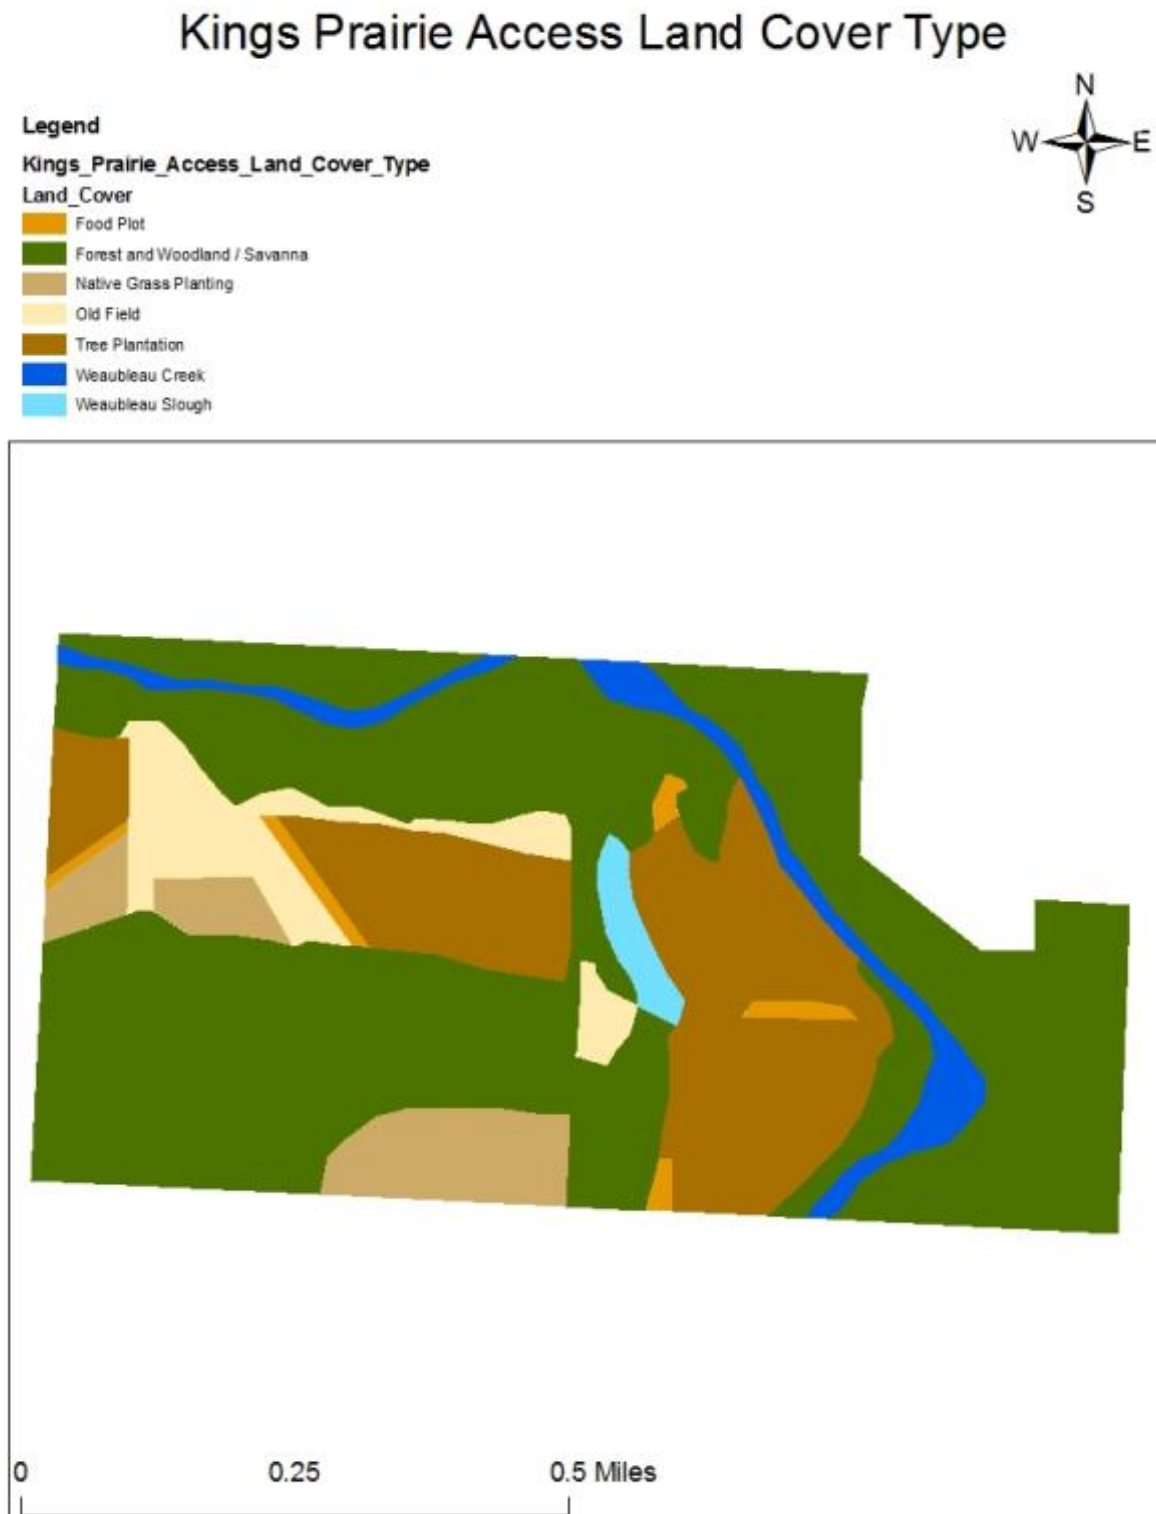 Kings Prairie Access Land Cover Type
N
W E
S
Legend
Kings_Prairie_Access_Land_Cover_Type
Land_Cover
Food Plot
Forest and Woodland / Savanna
Native Grass Planting
Old Field
Tree Plantation
Weaubleau Creek
Weaubleau Slough
0 0.25 0.5 Miles